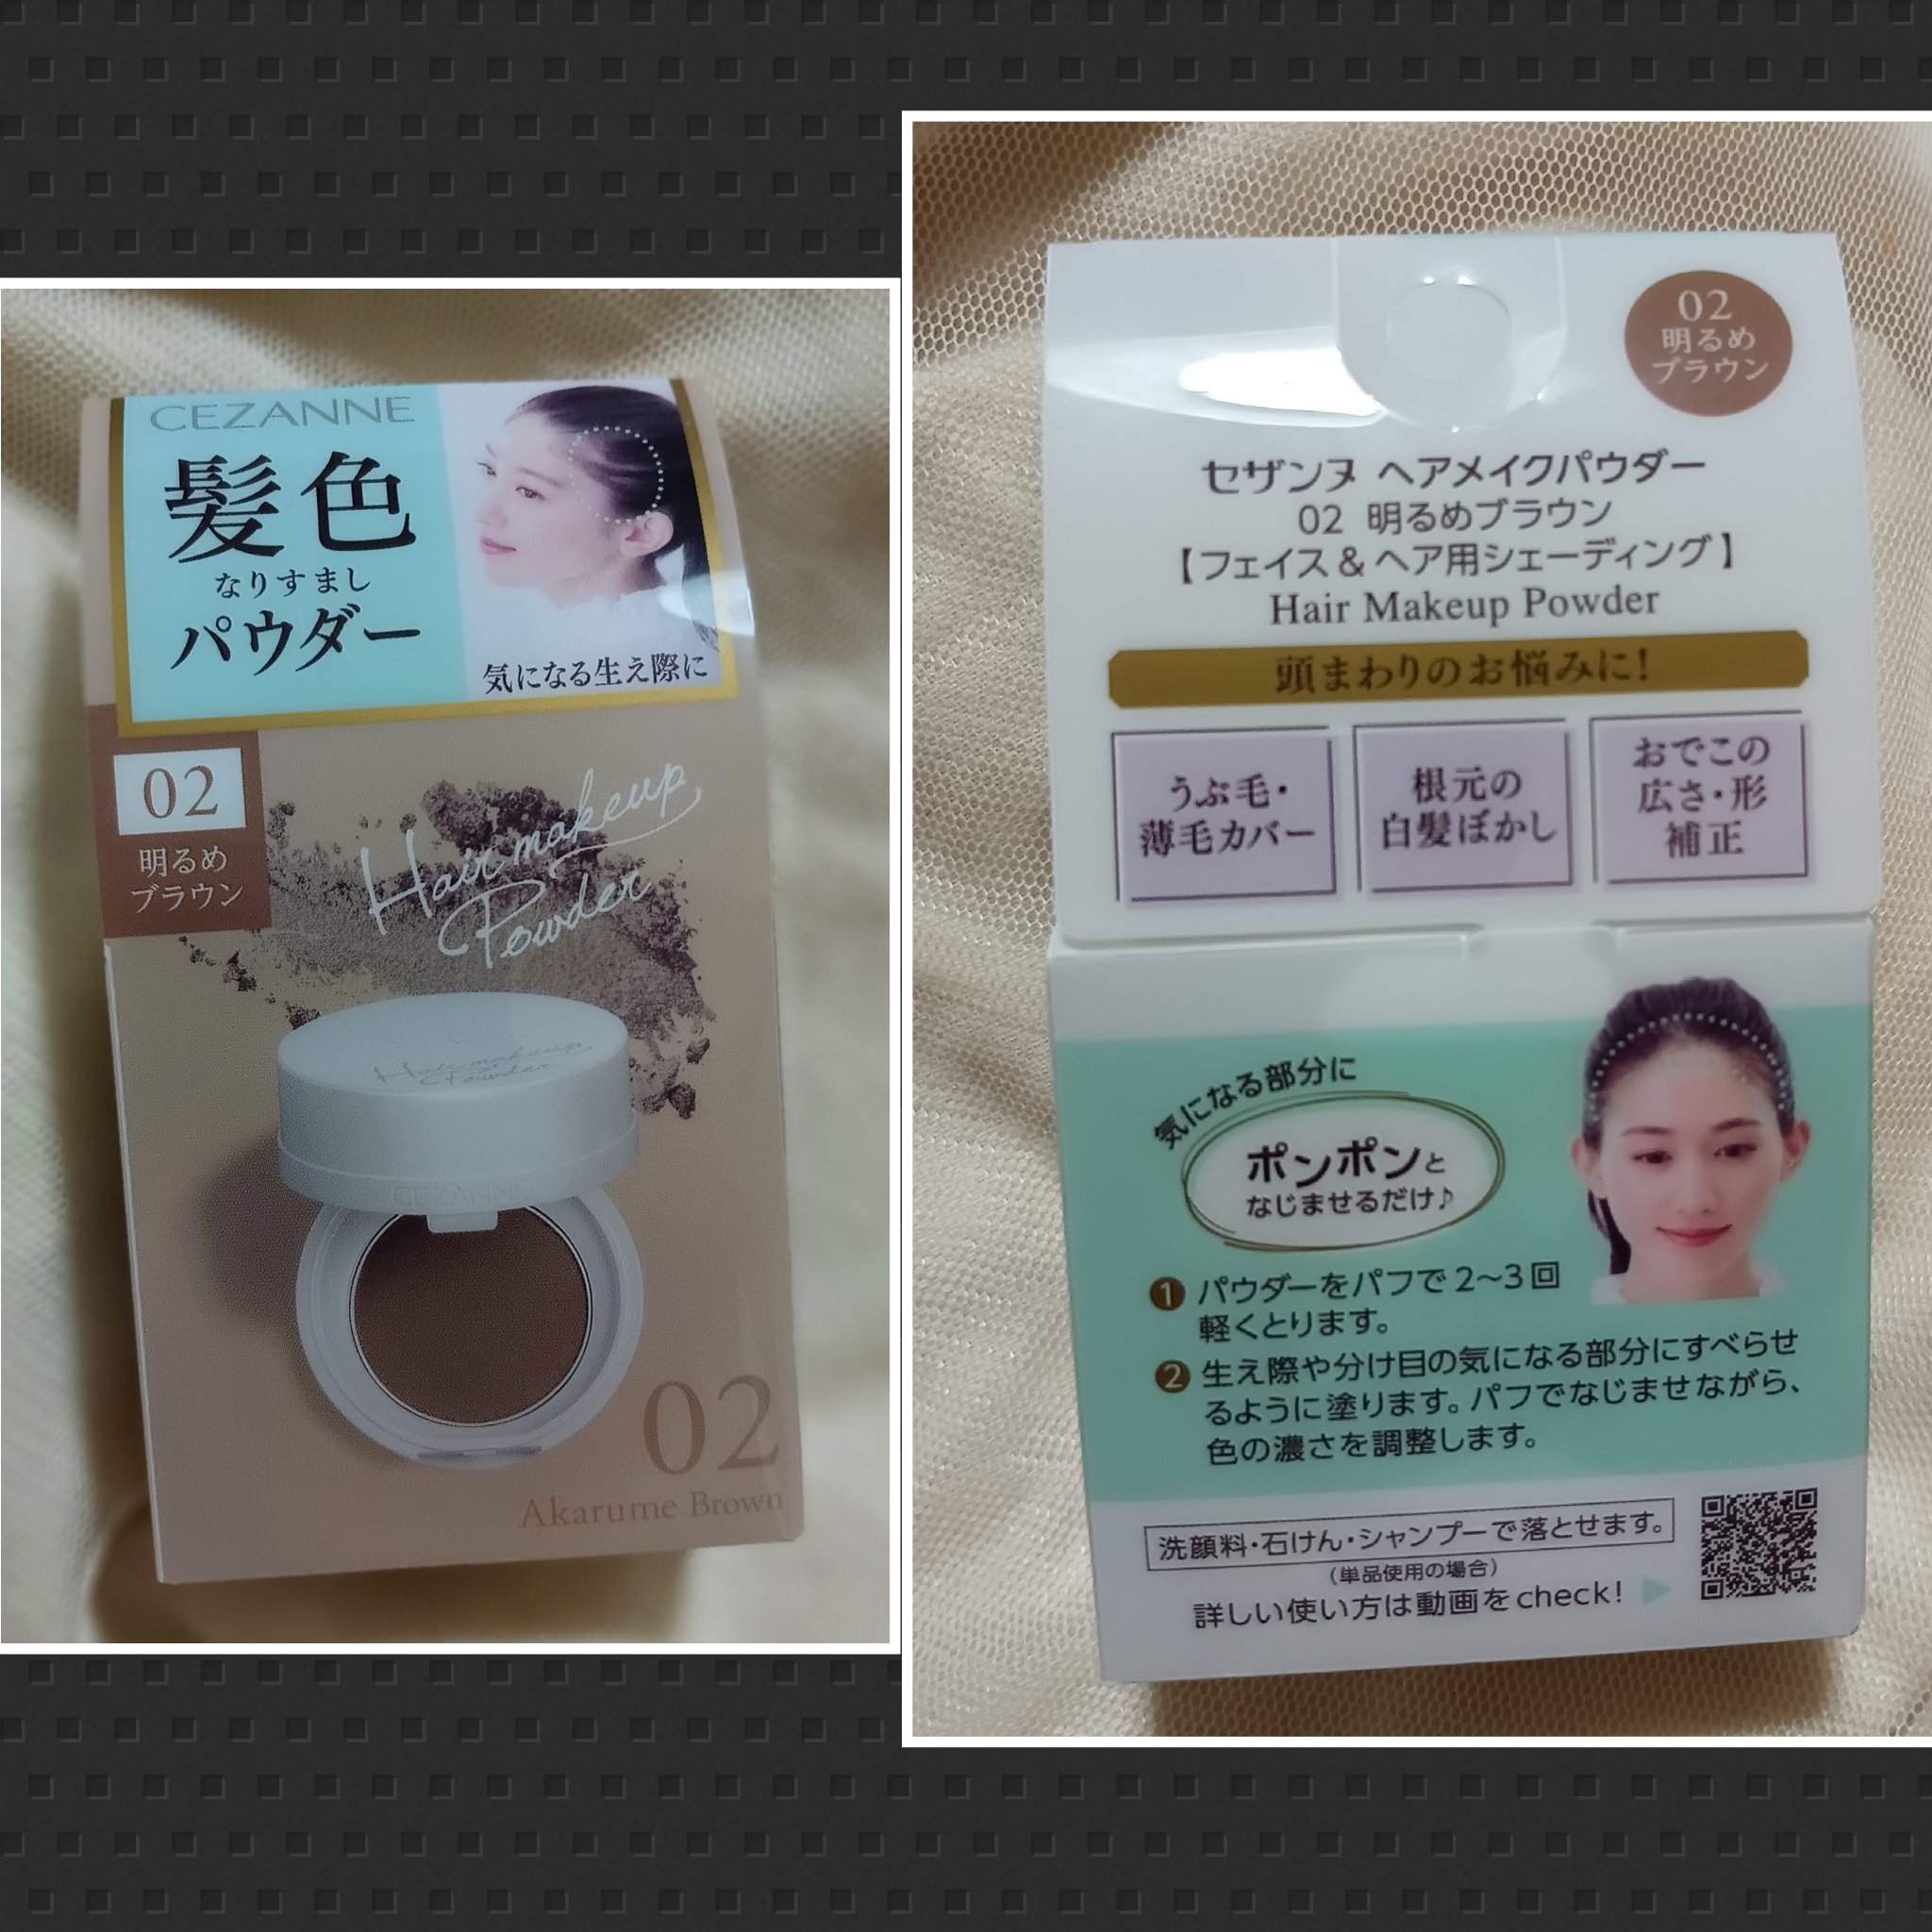 CEZANNE
髪色
なりすまし
パウダー
気になる生え際に
02
明るめ
ブラウン
Hair makeup
Powder
Hair makeup
Powder
CEZANNE
02
Akarume Brown
02
明るめ
ブラウン
セザンヌ ヘアメイクパウダー
02 明るめブラウン
【フェイス&ヘア用シェーディング】
Hair Makeup Powder
頭まわりのお悩みに!
うぶ毛・
薄毛カバー
根元の
白髪ぼかし
おでこの
広さ・形
補正
気になる部分に
ポンポンと
なじませるだけ♪
1 パウダーをパフで2~3回
軽くとります。
2 生え際や分け目の気になる部分にすべらせ
るように塗ります。パフでなじませながら、
色の濃さを調整します。
洗顔料・石けん・シャンプーで落とせます。
(単品使用の場合)
詳しい使い方は動画をcheck!